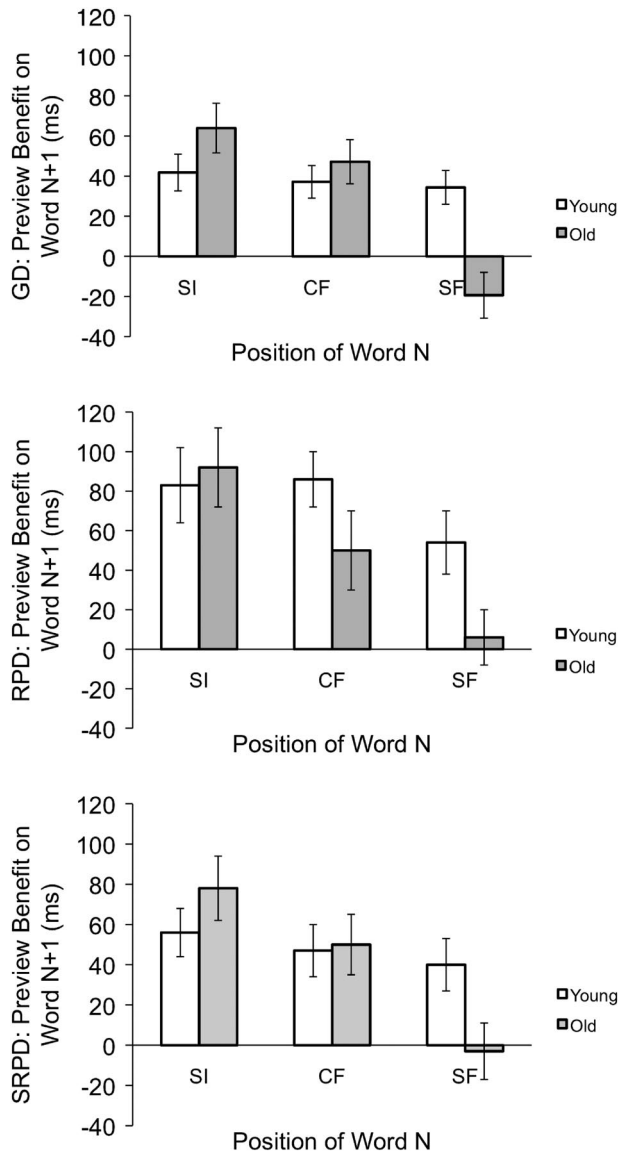 GD: Preview Benefit on
Word N+1 (ms)
120
100
80
60
40
20
0
-20
-40
SI
CF
SF
Young
Old
Position of Word N
RPD: Preview Benefit on
Word N+1 (ms)
120
100
80
60
40
20
0
-20
-40
SI
CF
SF
Young
Old
Position of Word N
SRPD: Preview Benefit on
Word N+1 (ms)
120
100
80
60
40
20
0
-20
-40
SI
CF
SF
Young
Old
Position of Word N